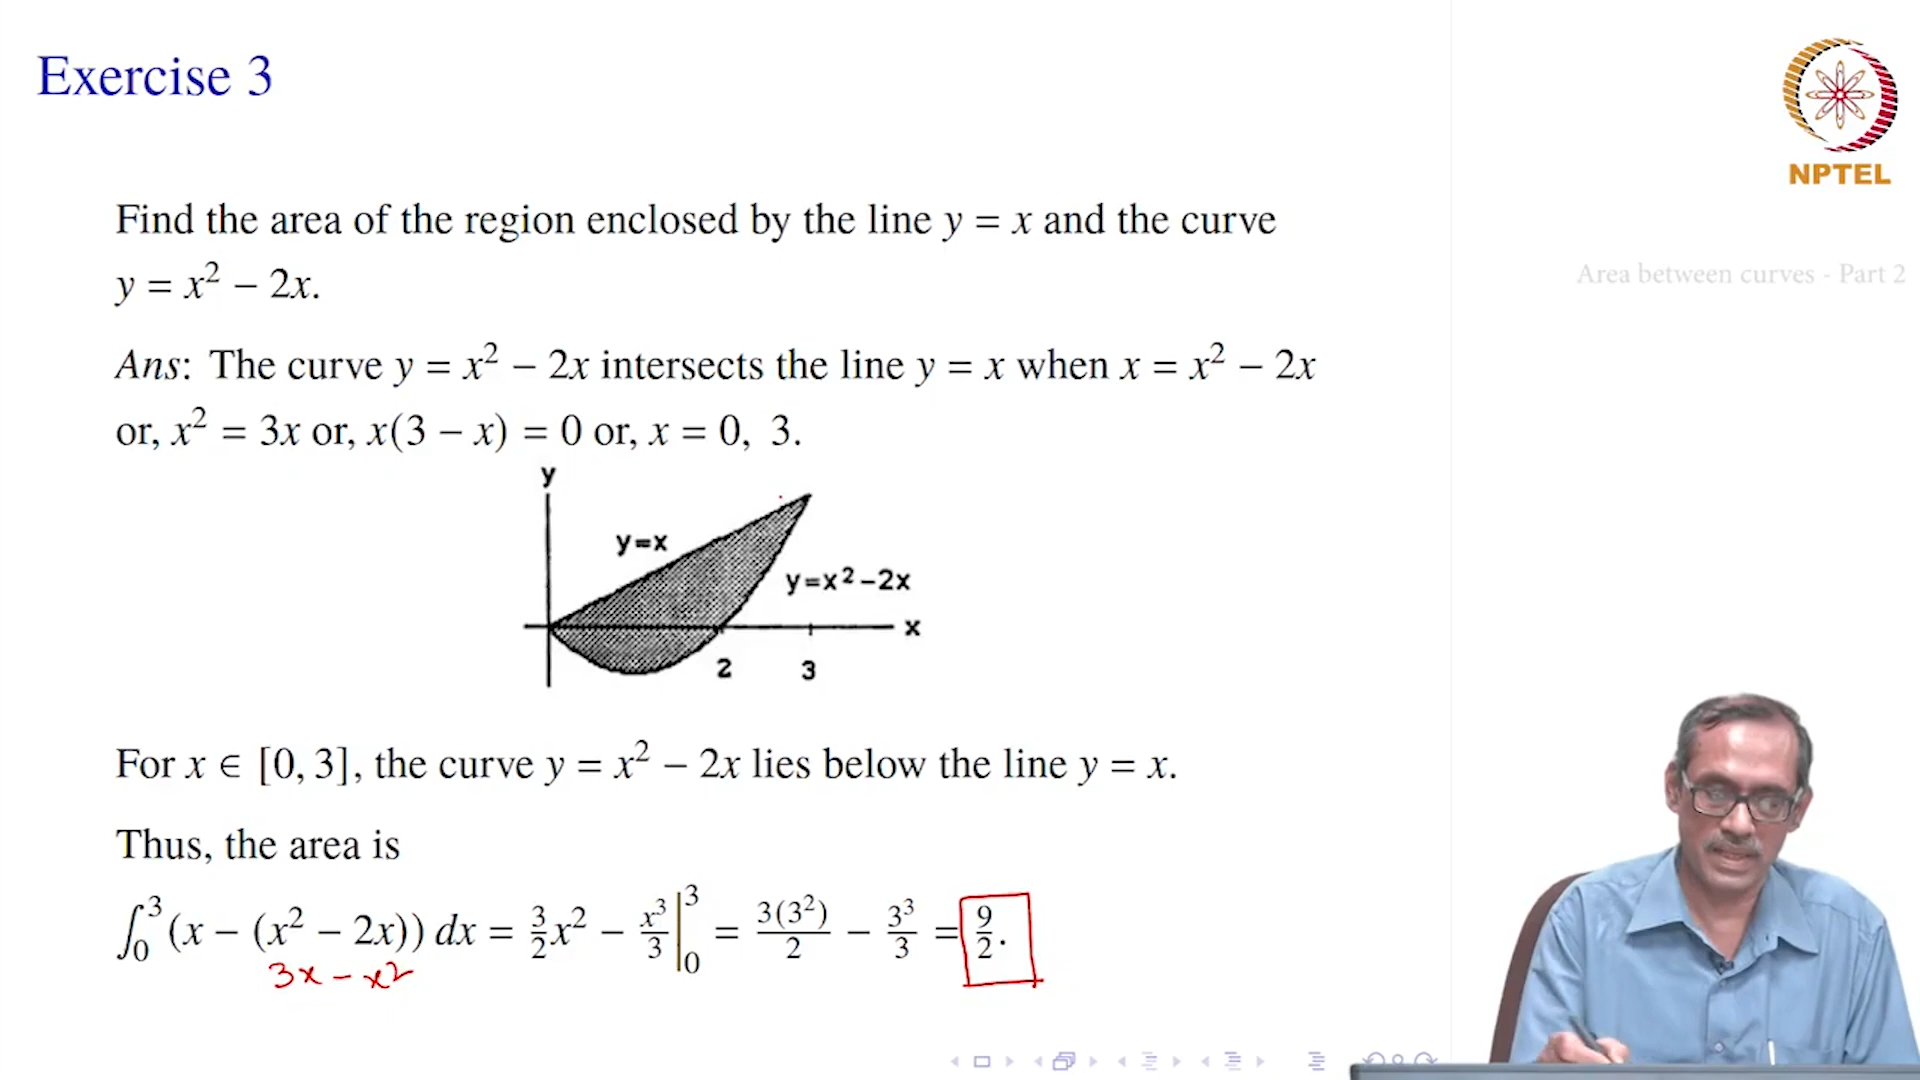 Exercise 3
NPTEL
Find the area of the region enclosed by the line y = x and the curve
y = x² − 2x.
Area between curves - Part 2
Ans: The curve y = x² − 2x intersects the line y = x when x = x² − 2x
or, x² = 3x or, x(3 − x) = 0 or, x = 0, 3.
y
y=x
y=x²−2x
x
2 3
For x ∈ [0, 3], the curve y = x² − 2x lies below the line y = x.
Thus, the area is
∫₀³ (x − (x² − 2x)) dx = 3/2 x² − x³/3 |₀³ = 3(3²)/2 − 3³/3 = 9/2.
3x − x²